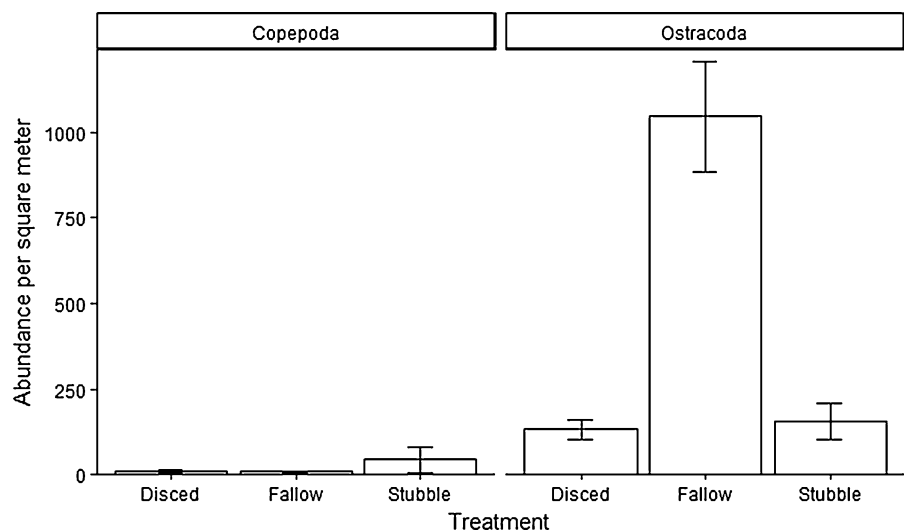 Copepoda Ostracoda
Abundance per square meter
1000
750
500
250
0
Disced Fallow Stubble Disced Fallow Stubble
Treatment